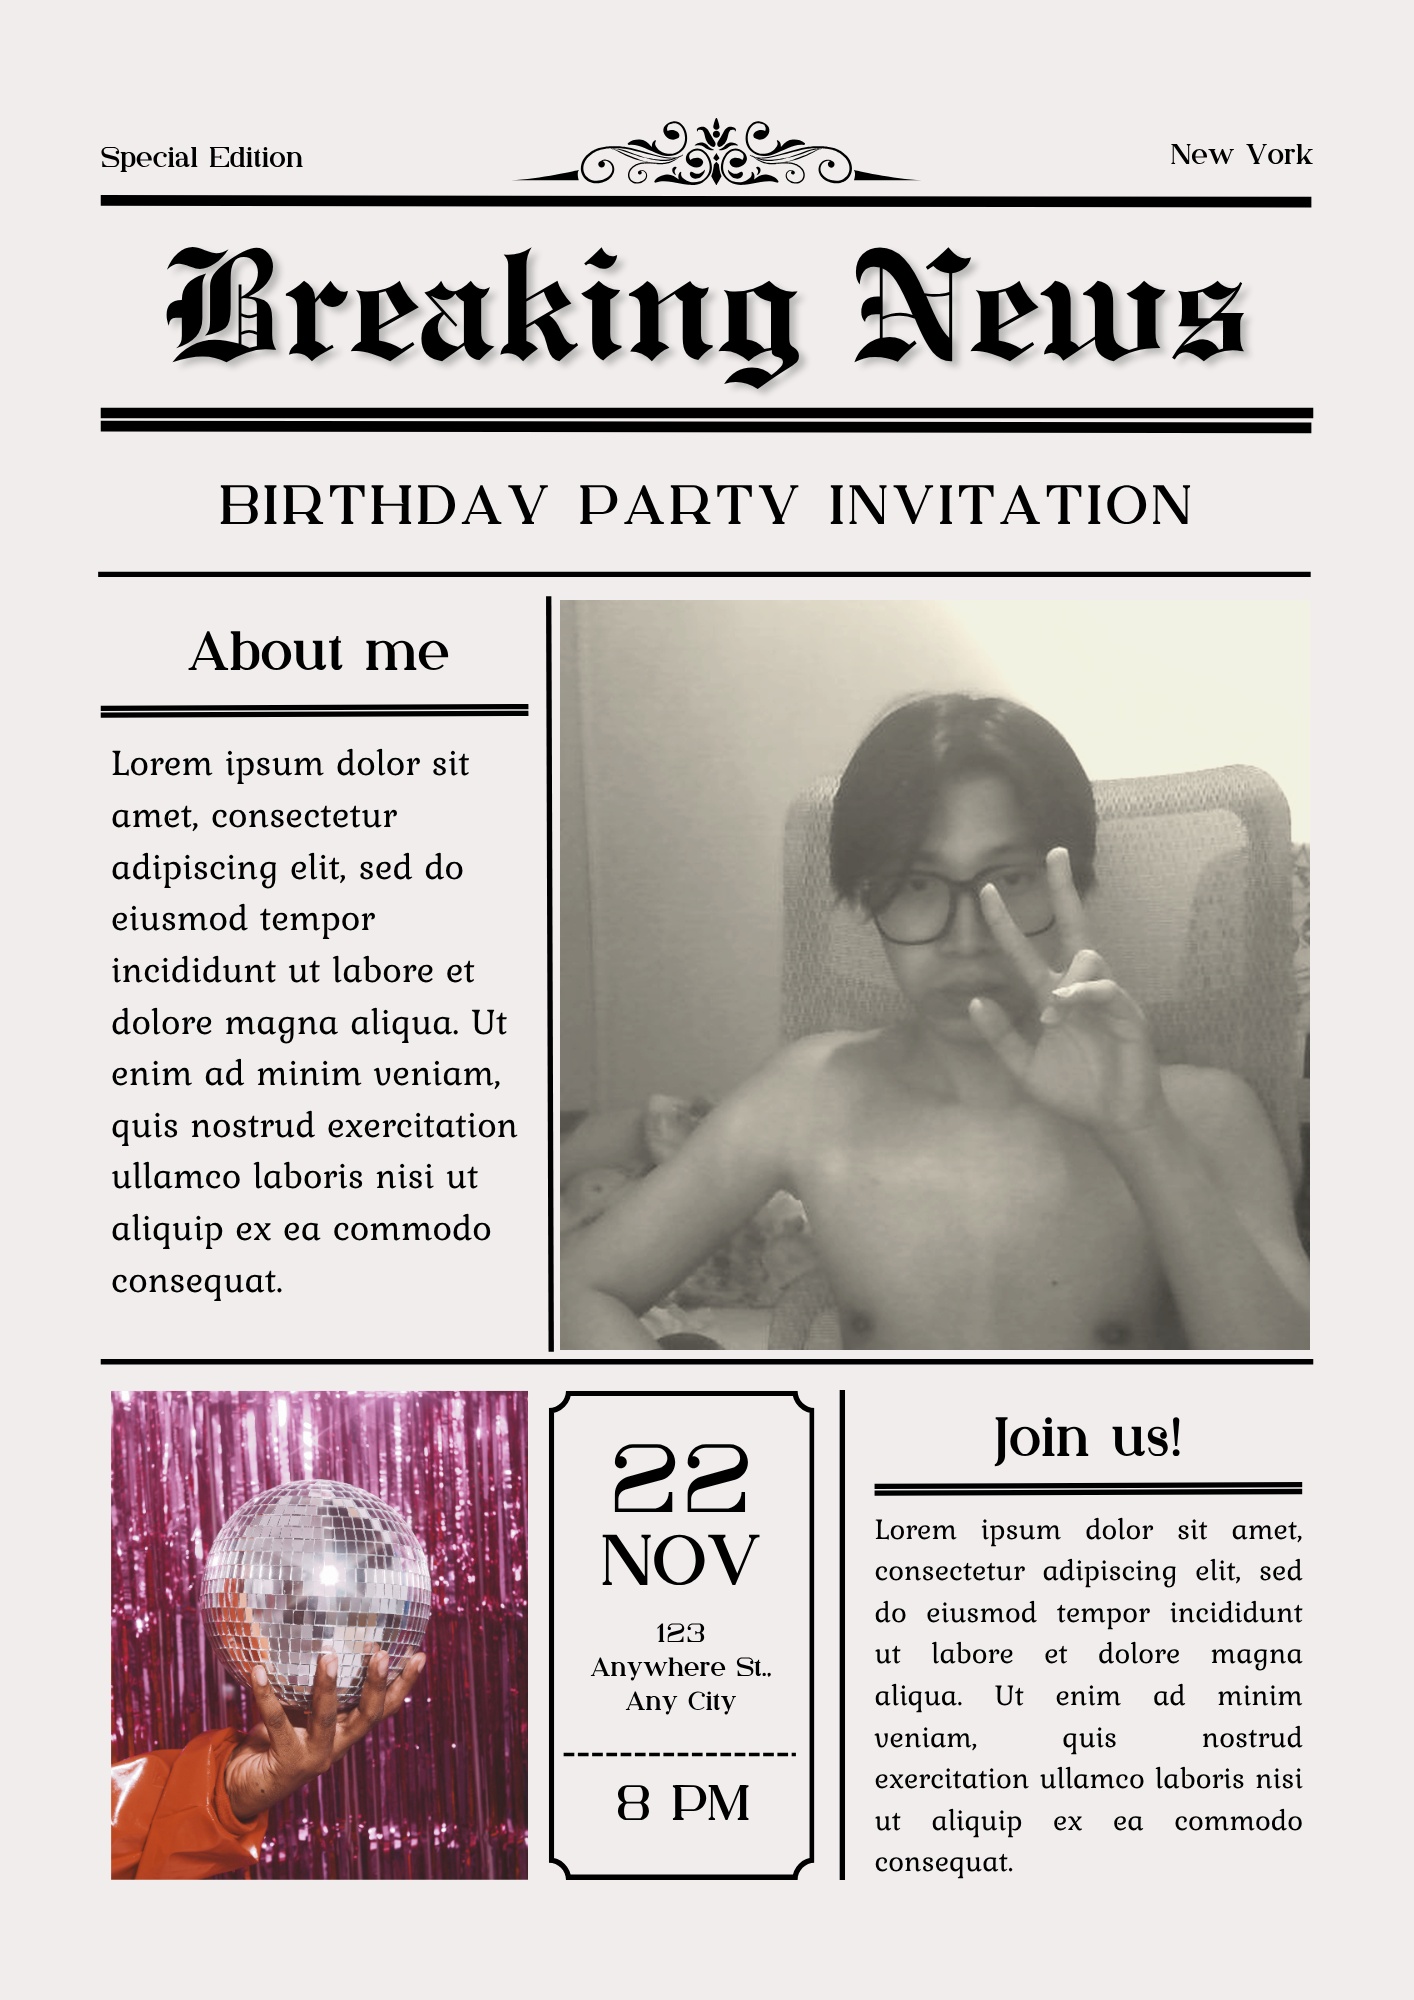 Special Edition
New York
Breaking News
BIRTHDAY PARTY INVITATION
About me
Lorem ipsum dolor sit
amet, consectetur
adipiscing elit, sed do
eiusmod tempor
incididunt ut labore et
dolore magna aliqua. Ut
enim ad minim veniam,
quis nostrud exercitation
ullamco laboris nisi ut
aliquip ex ea commodo
consequat.
22
NOV
123
Anywhere St..
Any City
8 PM
Join us!
Lorem ipsum dolor sit amet,
consectetur adipiscing elit, sed
do eiusmod tempor incididunt
ut labore et dolore magna
aliqua. Ut enim ad minim
veniam, quis nostrud
exercitation ullamco laboris nisi
ut aliquip ex ea commodo
consequat.